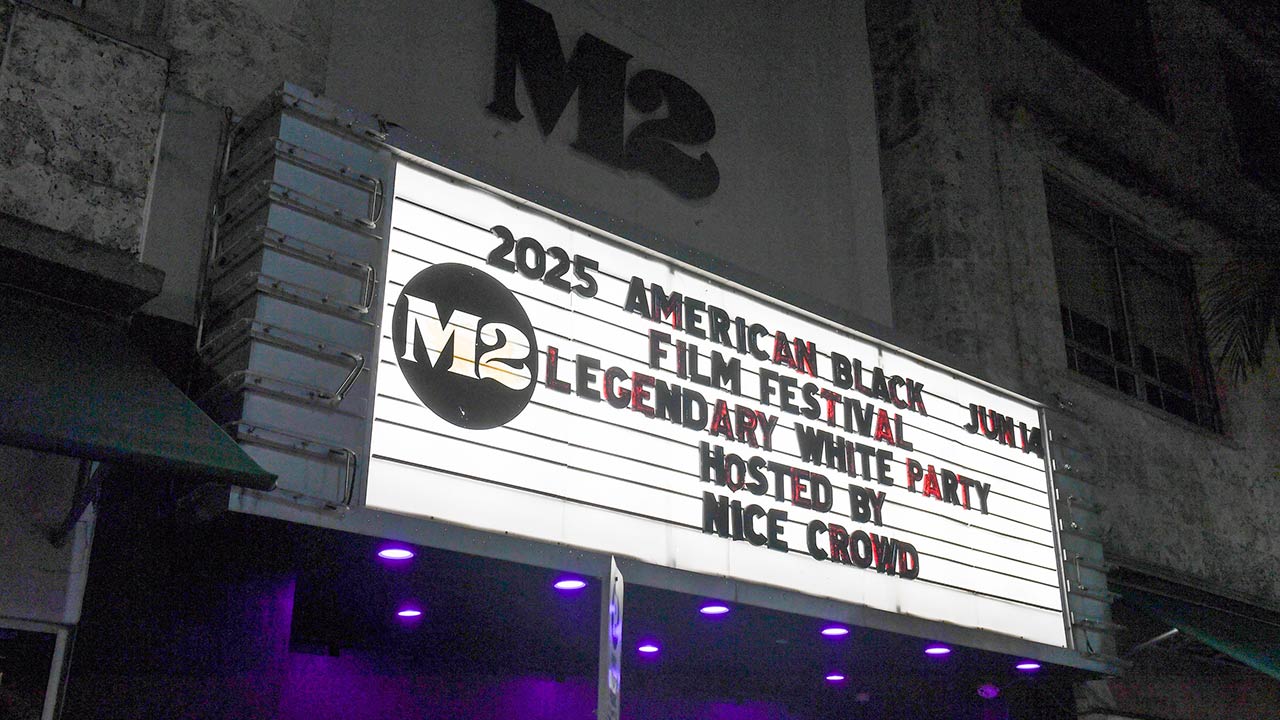 M2
2025 AMERICAN BLACK
FILM FESTIVAL JUN 14
M2 LEGENDARY WHITE PARTY
HOSTED BY
NICE CROWD